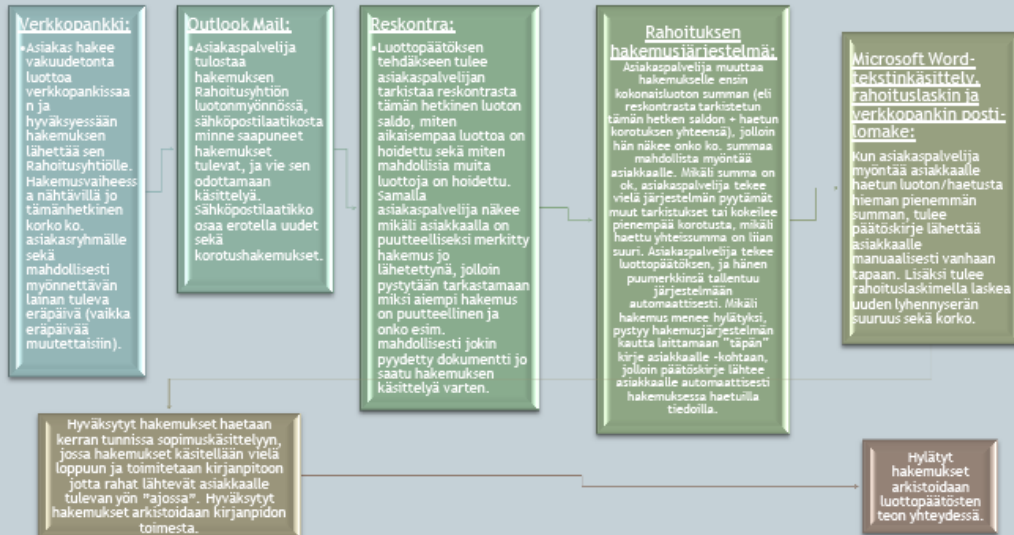 Verkkopankki:
•Asiakas hakee
vakuudetonta
luottoa
verkkopankissaa
n ja
hyväksyessään
hakemuksen
lähettää sen
Rahoitusyhtiölle.
Hakemusvaiheess
a nähtävillä jo
tämänhetkinen
korko ko.
asiakasryhmälle
sekä
mahdollisesti
myönnettävän
lainan tuleva
eräpäivä (vaikka
eräpäivää
muutettaisiin).
Outlook Mail:
•Asiakaspalvelija
tulostaa
hakemuksen
Rahoitusyhtiön
luotonmyönnössä,
sähköpostilaatikosta
minne saapuneet
hakemukset
tulevat, ja vie sen
odottamaan
käsittelyä.
Sähköpostilaatikko
osaa erotella uudet
sekä
korotushakemukset.
Reskontra:
•Luottopäätöksen
tehdäkseen tulee
asiakaspalvelijan
tarkistaa reskontrasta
tämän hetkinen luoton
saldo, miten
aikaisempaa luottoa on
hoidettu sekä miten
mahdollisia muita
luottoja on hoidettu.
Samalla
asiakaspalvelija näkee
mikäli asiakkaalla on
puutteelliseksi merkitty
hakemus jo
lähetettynä, jolloin
pystytään tarkastamaan
miksi aiempi hakemus
on puutteellinen ja
onko esim.
mahdollisesti jokin
pyydetty dokumentti jo
saatu hakemuksen
käsittelyä varten.
Rahoituksen
hakemusjärjestelmä:
Asiakaspalvelija muuttaa
hakemukselle ensin
kokonaisluoton summan (eli
reskontrasta tarkistetun
tämän hetken saldon + haetun
korotuksen yhteensä), jolloin
hän näkee onko ko. summaa
mahdollista myöntää
asiakkaalle. Mikäli summa on
ok, asiakaspalvelija tekee
vielä järjestelmän pyytämät
muut tarkistukset tai kokeilee
pienempää korotusta, mikäli
haettu yhteissumma on liian
suuri. Asiakaspalvelija tekee
luottopäätöksen, ja hänen
puumerkkinsä tallentuu
järjestelmään
automaattisesti. Mikäli
hakemus menee hylätyksi,
pystyy hakemusjärjestelmän
kautta laittamaan "täpän"
kirje asiakkaalle -kohtaan,
jolloin päätöskirje lähtee
asiakkaalle automaattisesti
hakemuksessa haetuilla
tiedoilla.
Microsoft Word-
tekstinkäsittely,
rahoituslaskin ja
verkkopankin posti-
lomake:
Kun asiakaspalvelija
myöntää asiakkaalle
haetun luoton/haetusta
hieman pienemmän
summan, tulee
päätöskirje lähettää
asiakkaalle
manuaalisesti vanhaan
tapaan. Lisäksi tulee
rahoituslaskimella laskea
uuden lyhennyserän
suuruus sekä korko.
Hyväksytyt hakemukset haetaan
kerran tunnissa sopimuskäsittelyyn,
jossa hakemukset käsitellään vielä
loppuun ja toimitetaan kirjanpitoon
jotta rahat lähtevät asiakkaalle
tulevan yön "ajossa". Hyväksytyt
hakemukset arkistoidaan kirjanpidon
toimesta.
Hylätyt
hakemukset
arkistoidaan
luottopäätösten
teon yhteydessä.